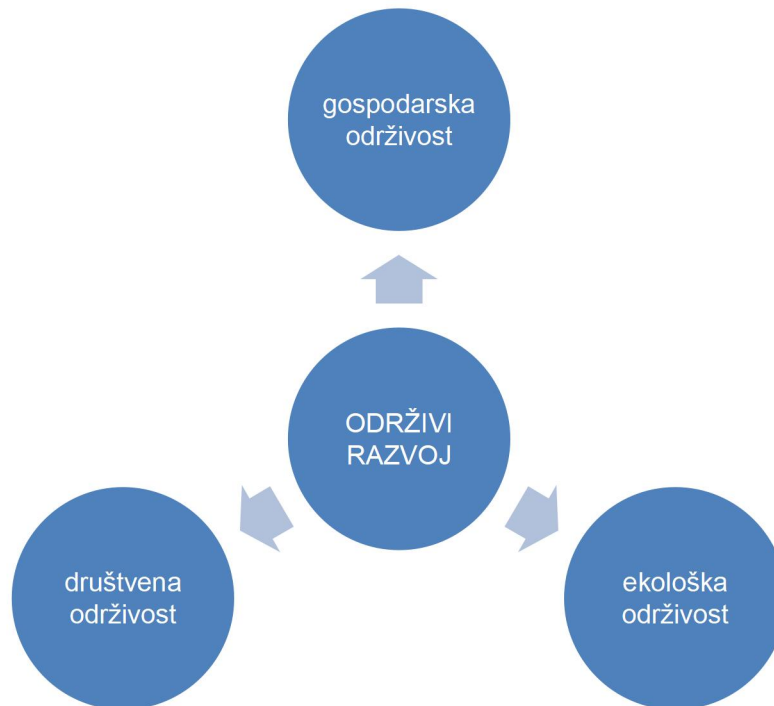 gospodarska
održivost
ODRŽIVI
RAZVOJ
društvena
održivost
ekološka
održivost